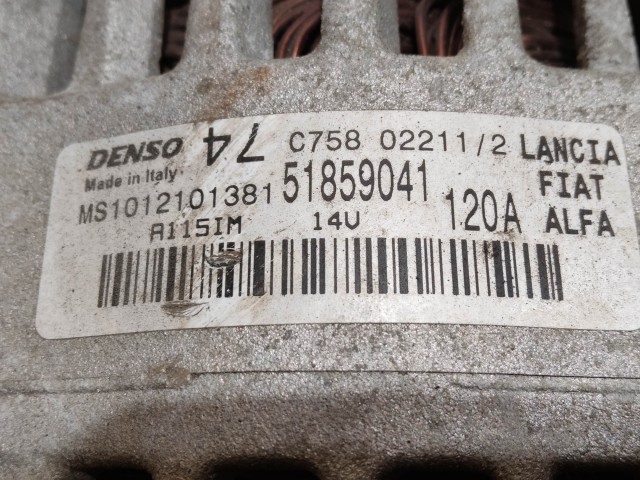 DENSO 74 C758 02211/2 LANCIA
Made in Italy 51859041 FIAT
MS1012101381 120A ALFA
A115IM 14V